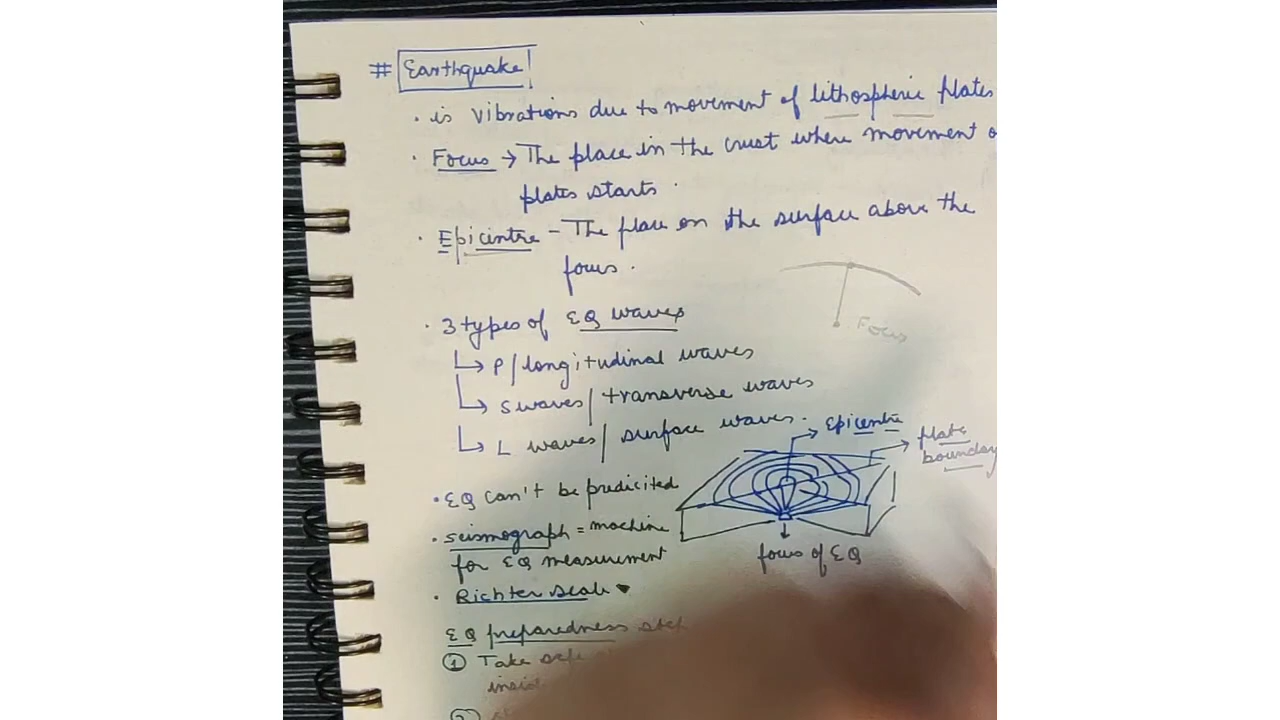 # Earthquake
· is vibrations due to movement of lithospheric plates
· Focus → The place in the crust where movement
plates starts.
· Epicentre - The place on the surface above the
focus.
Focus
· 3 types of EQ waves
↳ P/longitudinal waves
↳ S waves/transverse waves
↳ L waves/surface waves.
Epicentre
plate
boundary
· EQ can't be predicited
· seismograph = machine
for EQ measurement
focus of EQ
· Richter scale
EQ preparedness
① Take safe